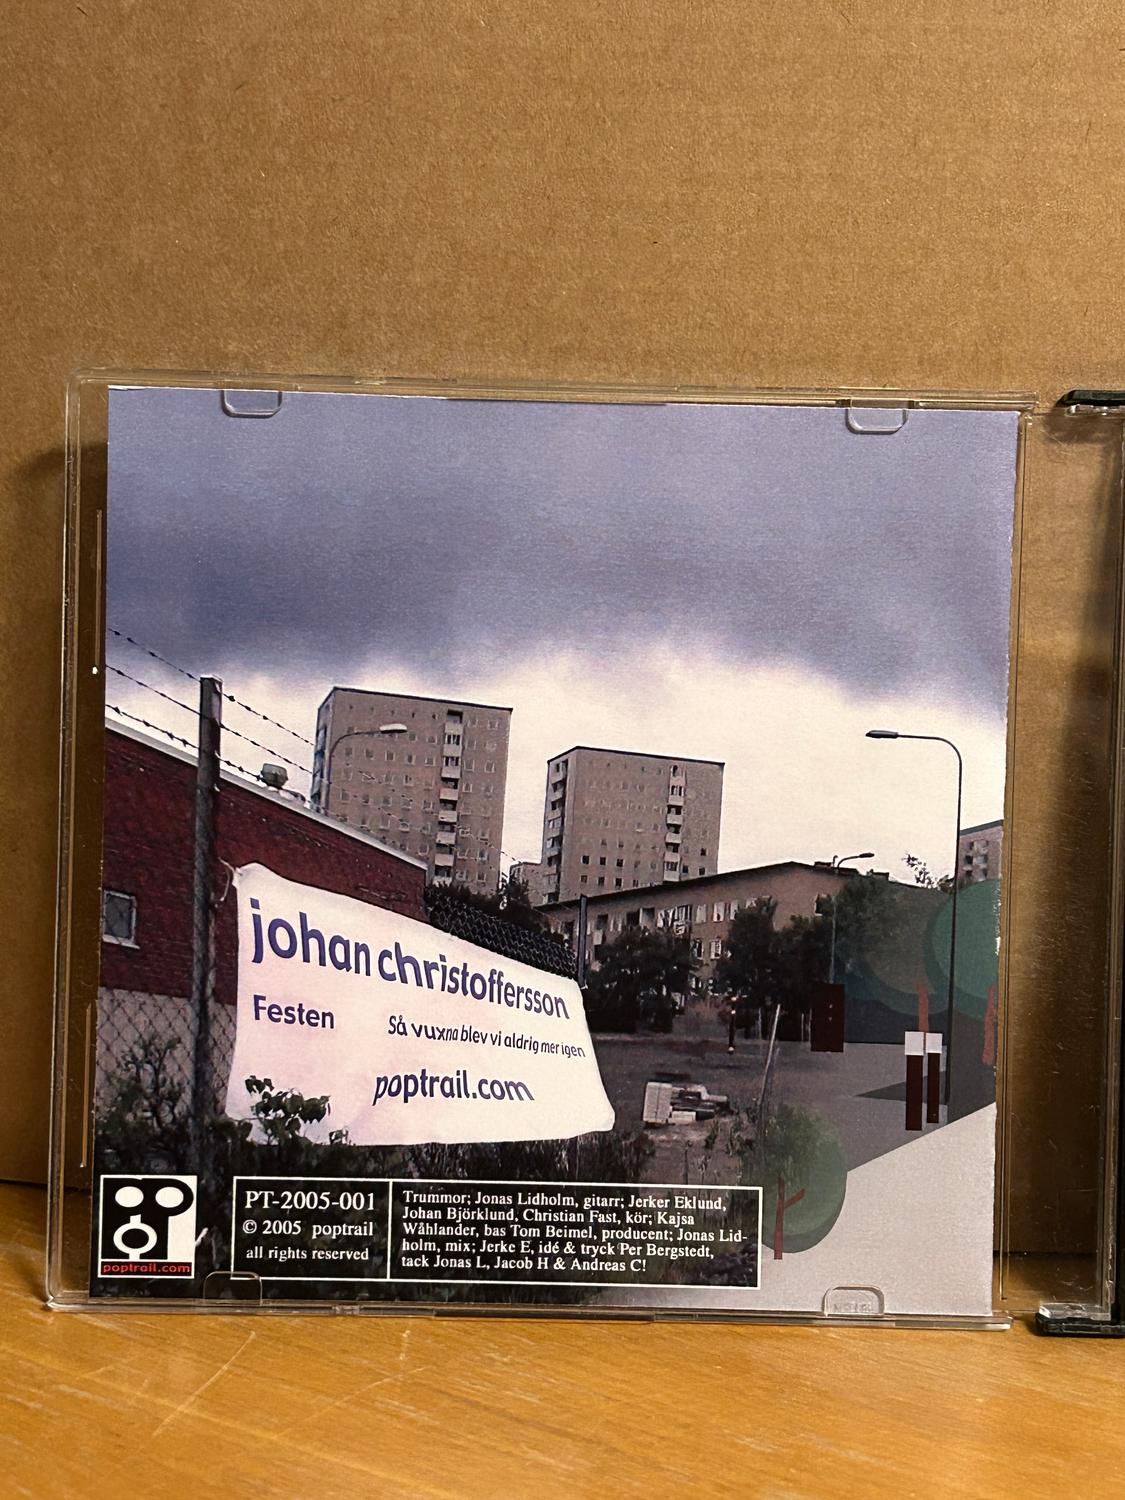 johan christoffersson
Festen
Så vuxna blev vi aldrig mer igen
poptrail.com
poptrail.com
PT-2005-001
© 2005 poptrail
all rights reserved
Trummor; Jonas Lidholm, gitarr; Jerker Eklund,
Johan Björklund, Christian Fast, kör; Kajsa
Wåhlander, bas Tom Beimel, producent; Jonas Lid-
holm, mix; Jerke E, idé & tryck Per Bergstedt,
tack Jonas L, Jacob H & Andreas C!